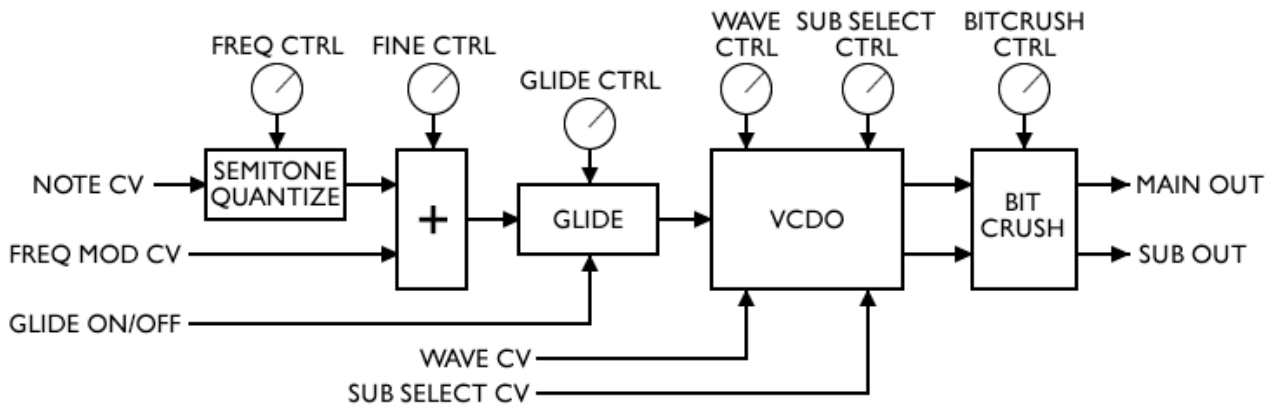 FREQ CTRL
FINE CTRL
GLIDE CTRL
WAVE
CTRL
SUB SELECT
CTRL
BITCRUSH
CTRL
NOTE CV
SEMITONE
QUANTIZE
+
GLIDE
VCDO
BIT
CRUSH
MAIN OUT
SUB OUT
FREQ MOD CV
GLIDE ON/OFF
WAVE CV
SUB SELECT CV